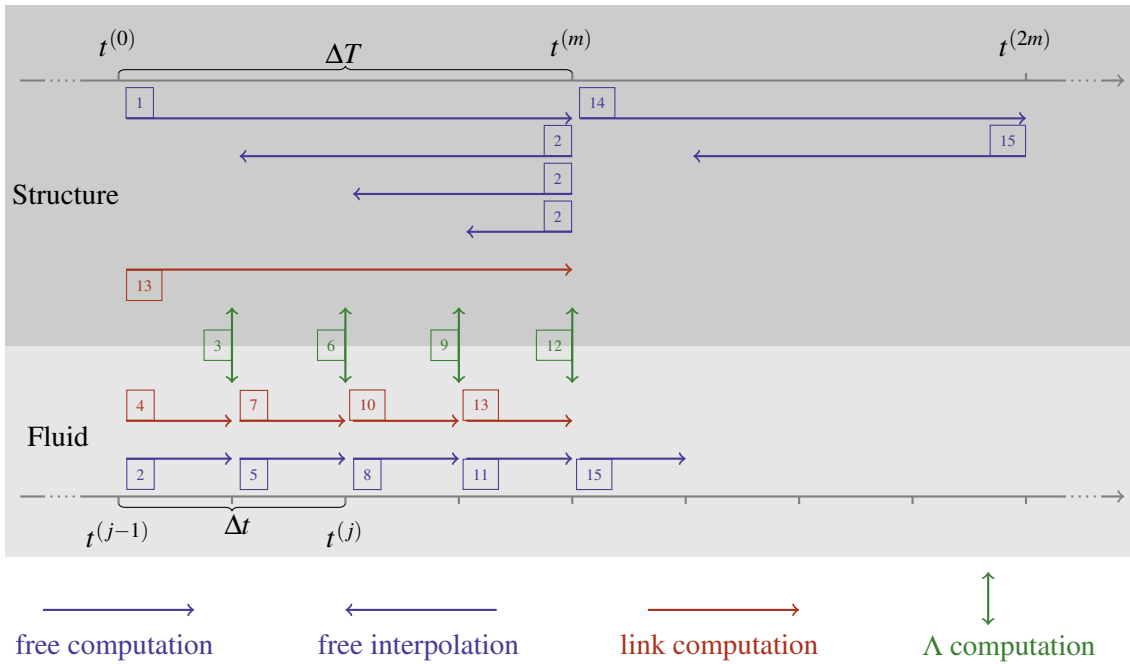 t^(0) t^(m) t^(2m)
ΔT
1 14
2 15
2
Structure
2
13
3 6 9 12
4 7 10 13
Fluid
2 5 8 11 15
t^(j−1) Δt t^(j)
free computation free interpolation link computation Λ computation